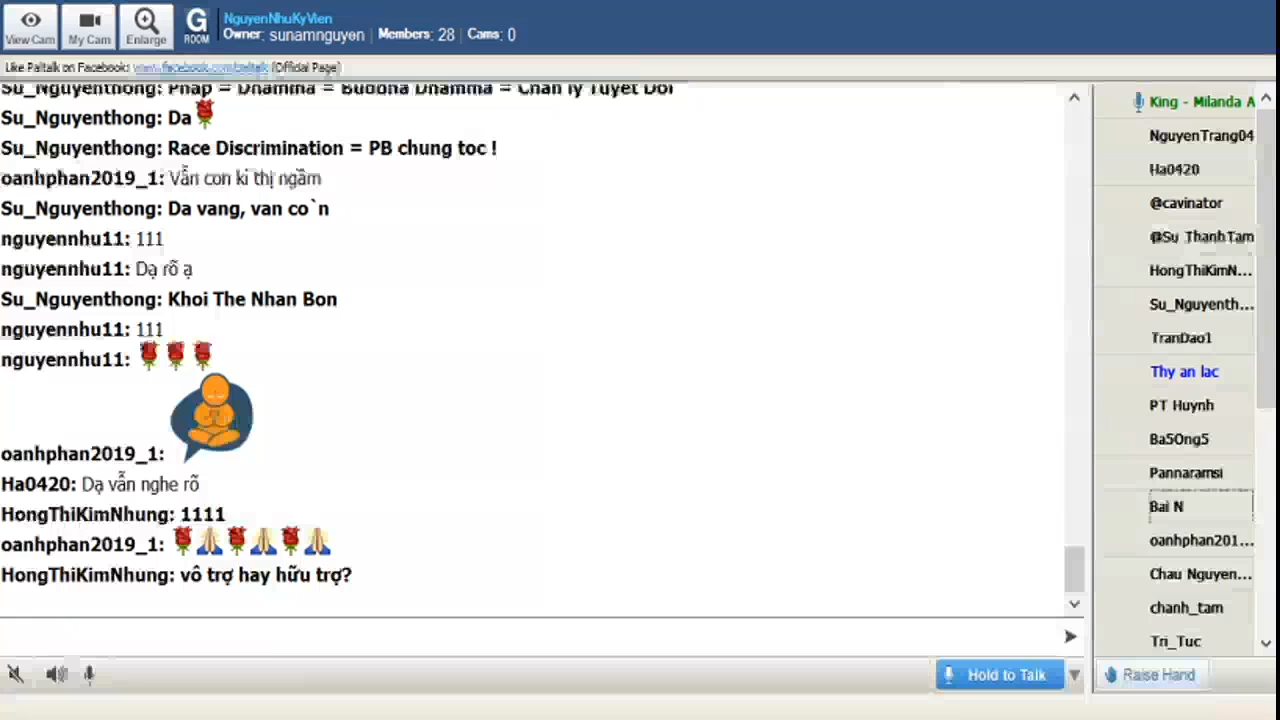 View Cam
My Cam
Enlarge
G
ROOM
NguyenNhuKyVien
Owner: sunamnguyen | Members: 28 | Cams: 0
Like Paltalk on Facebook: www.facebook.com/paltalk (Official Page)
Su_Nguyenthong: Phap = Dhamma = Buddha Dhamma = Chan ly Tuyet Doi
Su_Nguyenthong: Da
Su_Nguyenthong: Race Discrimination = PB chung toc !
oanhphan2019_1: Vẫn con kì thị ngầm
Su_Nguyenthong: Da vang, van co`n
nguyennhu11: 111
nguyennhu11: Dạ rõ ạ
Su_Nguyenthong: Khoi The Nhan Bon
nguyennhu11: 111
nguyennhu11:
oanhphan2019_1:
Ha0420: Dạ vẫn nghe rõ
HongThiKimNhung: 1111
oanhphan2019_1:
HongThiKimNhung: vô trợ hay hữu trợ?
King - Milanda A
NguyenTrang04
Ha0420
@cavinator
@Su ThanhTam
HongThiKimN...
Su_Nguyenth...
TranDao1
Thy an lac
PT Huynh
Ba5Ong5
Pannaramsi
Bai N
oanhphan201...
Chau Nguyen...
chanh_tam
Tri_Tuc
Hold to Talk
Raise Hand